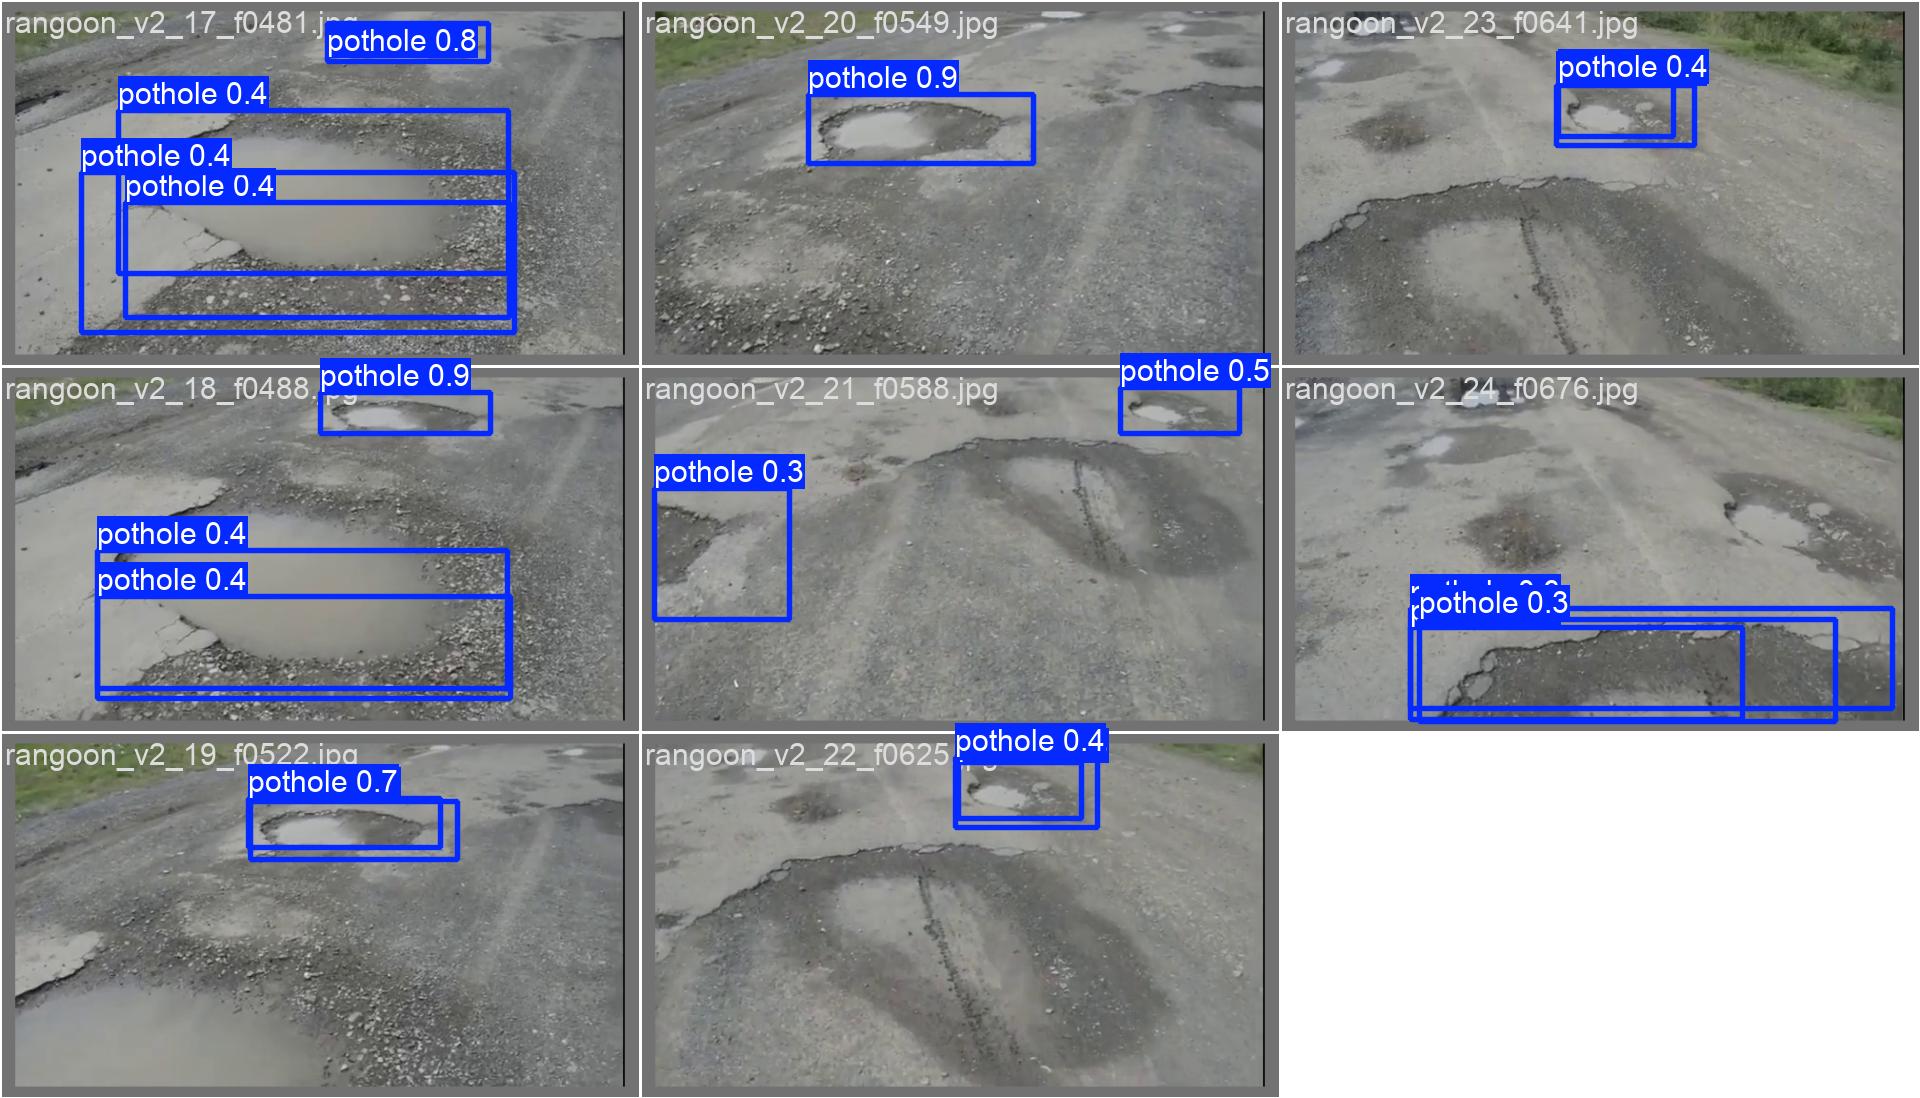 rangoon_v2_17_f0481.jpg
pothole 0.8
pothole 0.4
pothole 0.4
pothole 0.4
rangoon_v2_20_f0549.jpg
pothole 0.9
rangoon_v2_23_f0641.jpg
pothole 0.4
rangoon_v2_18_f0488.jpg
pothole 0.9
pothole 0.4
pothole 0.4
rangoon_v2_21_f0588.jpg
pothole 0.5
pothole 0.3
rangoon_v2_24_f0676.jpg
pothole 0.3
rangoon_v2_19_f0522.jpg
pothole 0.7
rangoon_v2_22_f0625.jpg
pothole 0.4